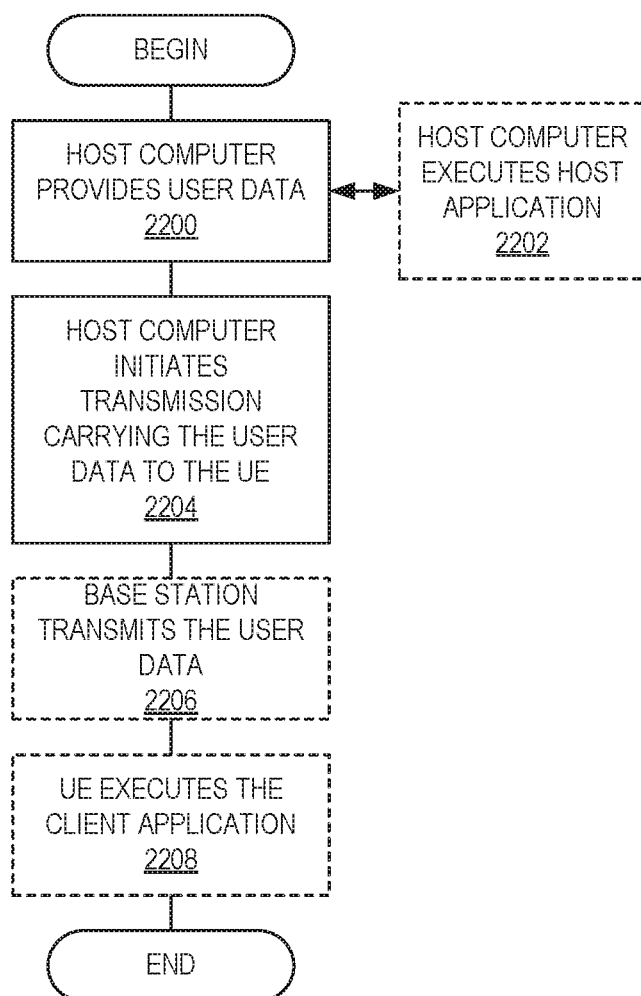 BEGIN
HOST COMPUTER
PROVIDES USER DATA
2200
HOST COMPUTER
EXECUTES HOST
APPLICATION
2202
HOST COMPUTER
INITIATES
TRANSMISSION
CARRYING THE USER
DATA TO THE UE
2204
BASE STATION
TRANSMITS THE USER
DATA
2206
UE EXECUTES THE
CLIENT APPLICATION
2208
END